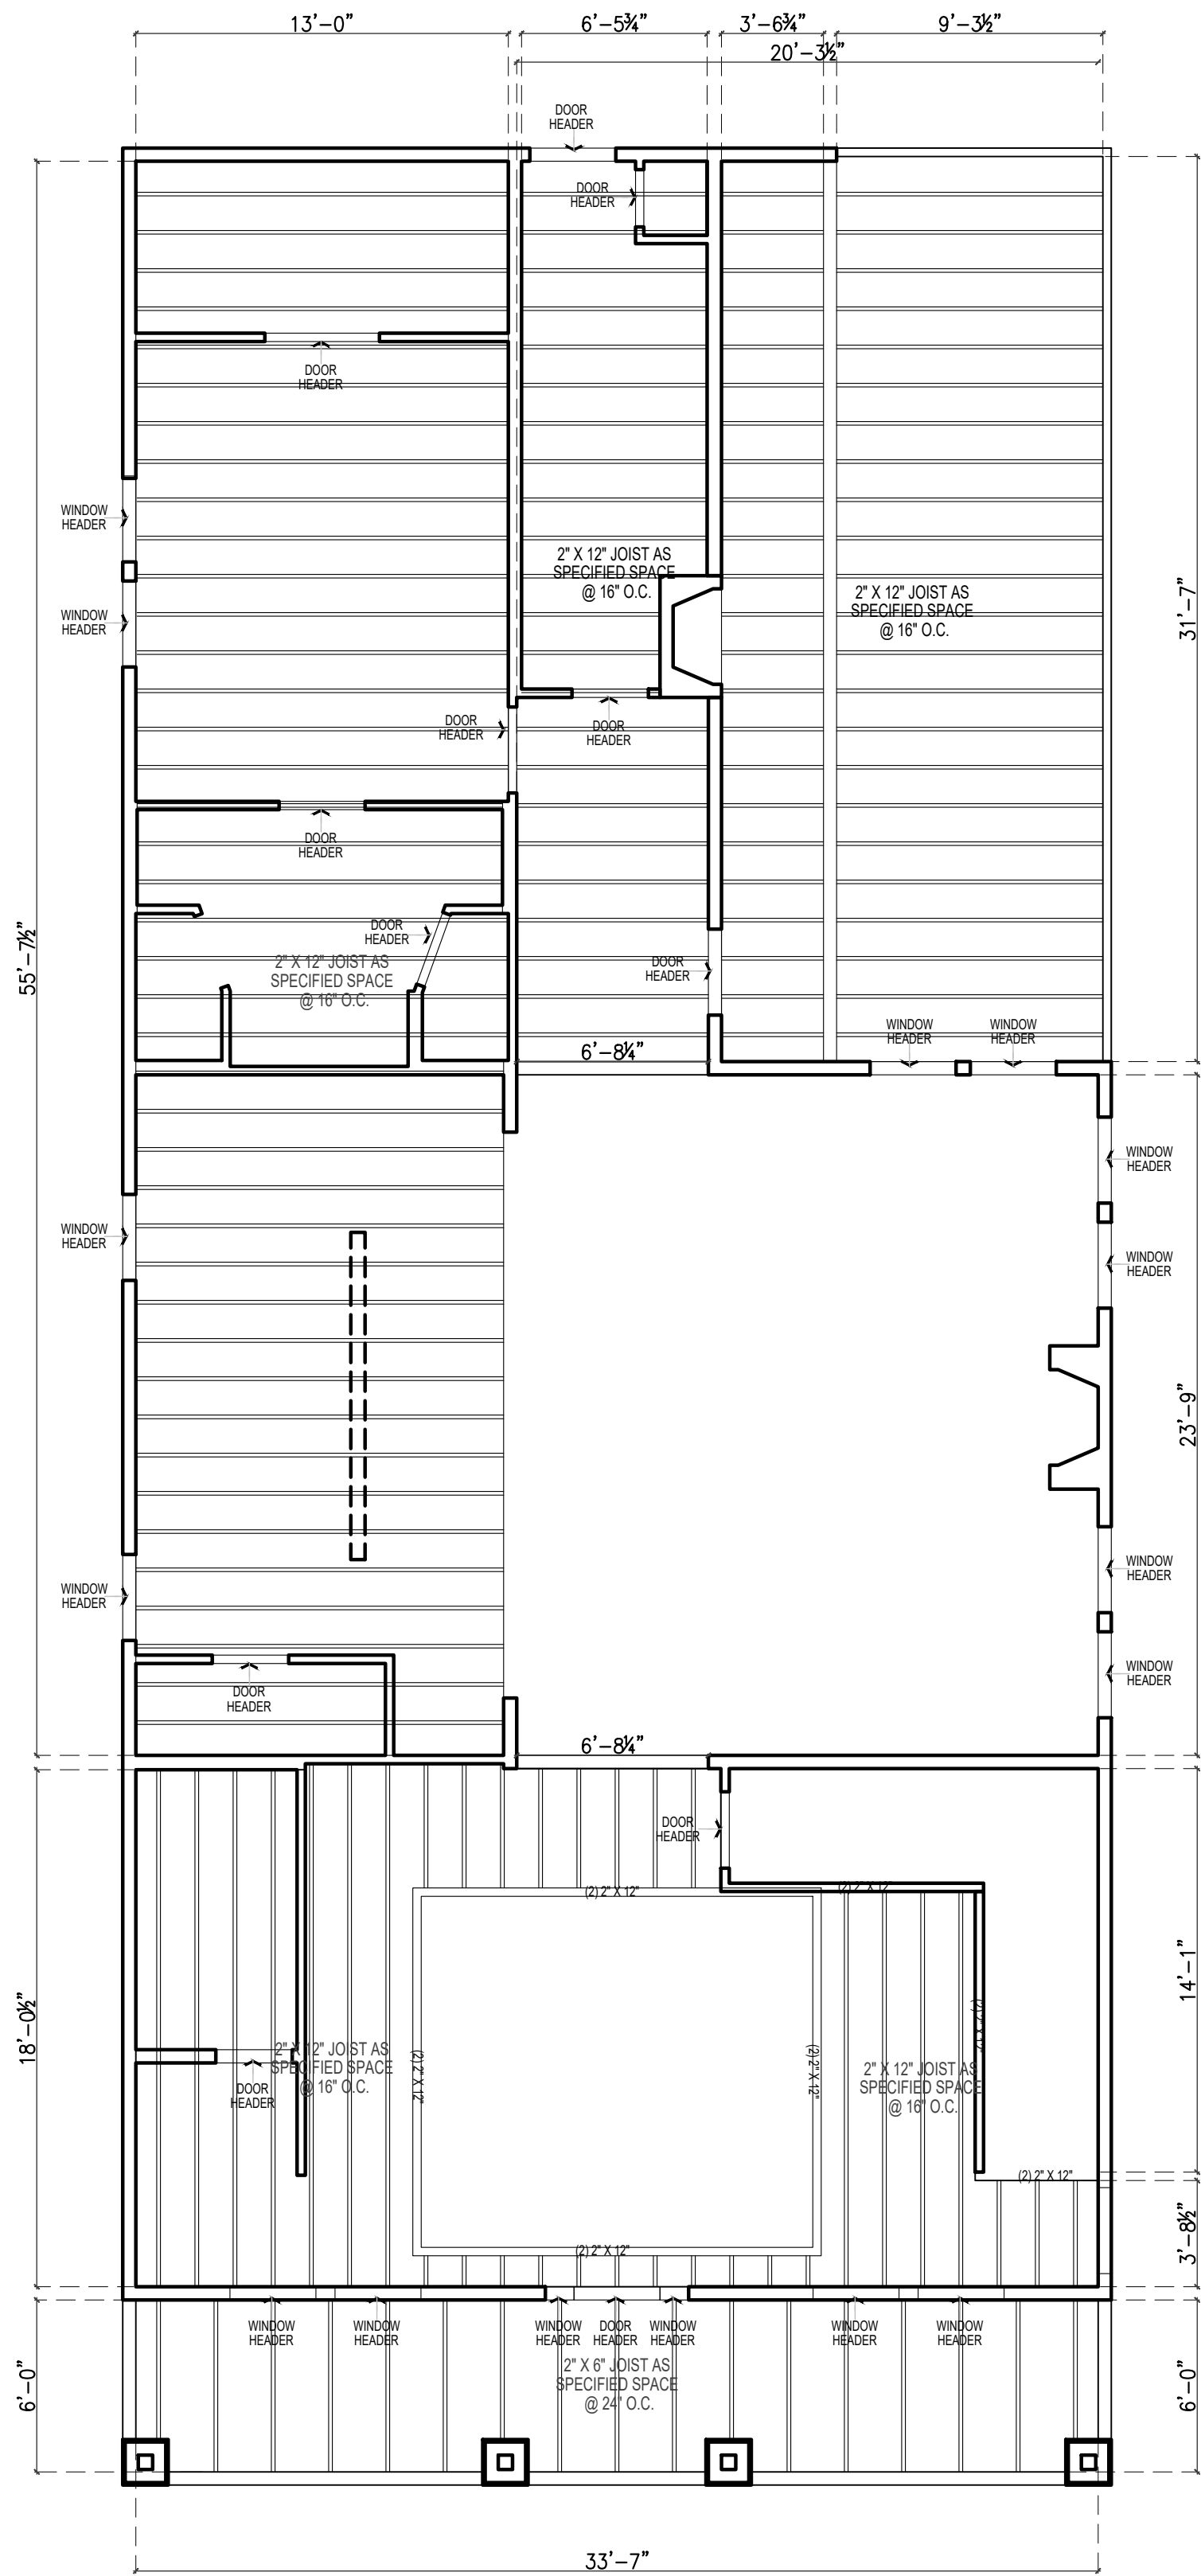 13'-0"
6'-5¾"
3'-6¾"
9'-3½"
20'-3½"
DOOR
HEADER
DOOR
HEADER
DOOR
HEADER
WINDOW
HEADER
2" X 12" JOIST AS
SPECIFIED SPACE
@ 16" O.C.
2" X 12" JOIST AS
SPECIFIED SPACE
@ 16" O.C.
31'-7"
WINDOW
HEADER
DOOR
HEADER
DOOR
HEADER
DOOR
HEADER
DOOR
HEADER
55'-7½"
2" X 12" JOIST AS
SPECIFIED SPACE
@ 16" O.C.
DOOR
HEADER
WINDOW
HEADER
WINDOW
HEADER
6'-8¼"
WINDOW
HEADER
WINDOW
HEADER
WINDOW
HEADER
23'-9"
WINDOW
HEADER
WINDOW
HEADER
WINDOW
HEADER
DOOR
HEADER
6'-8¼"
DOOR
HEADER
(2) 2" X 12"
(2) 2" X 12"
14'-1"
18'-0½"
(2) 2" X 12"
2" X 12" JOIST AS
SPECIFIED SPACE
@ 16" O.C.
(2) 2" X 12"
(2) 2" X 12"
2" X 12" JOIST AS
SPECIFIED SPACE
@ 16" O.C.
DOOR
HEADER
(2) 2" X 12"
3'-8½"
(2) 2" X 12"
WINDOW
HEADER
WINDOW
HEADER
WINDOW
HEADER
DOOR
HEADER
WINDOW
HEADER
WINDOW
HEADER
WINDOW
HEADER
2" X 6" JOIST AS
SPECIFIED SPACE
@ 24" O.C.
6'-0"
6'-0"
33'-7"